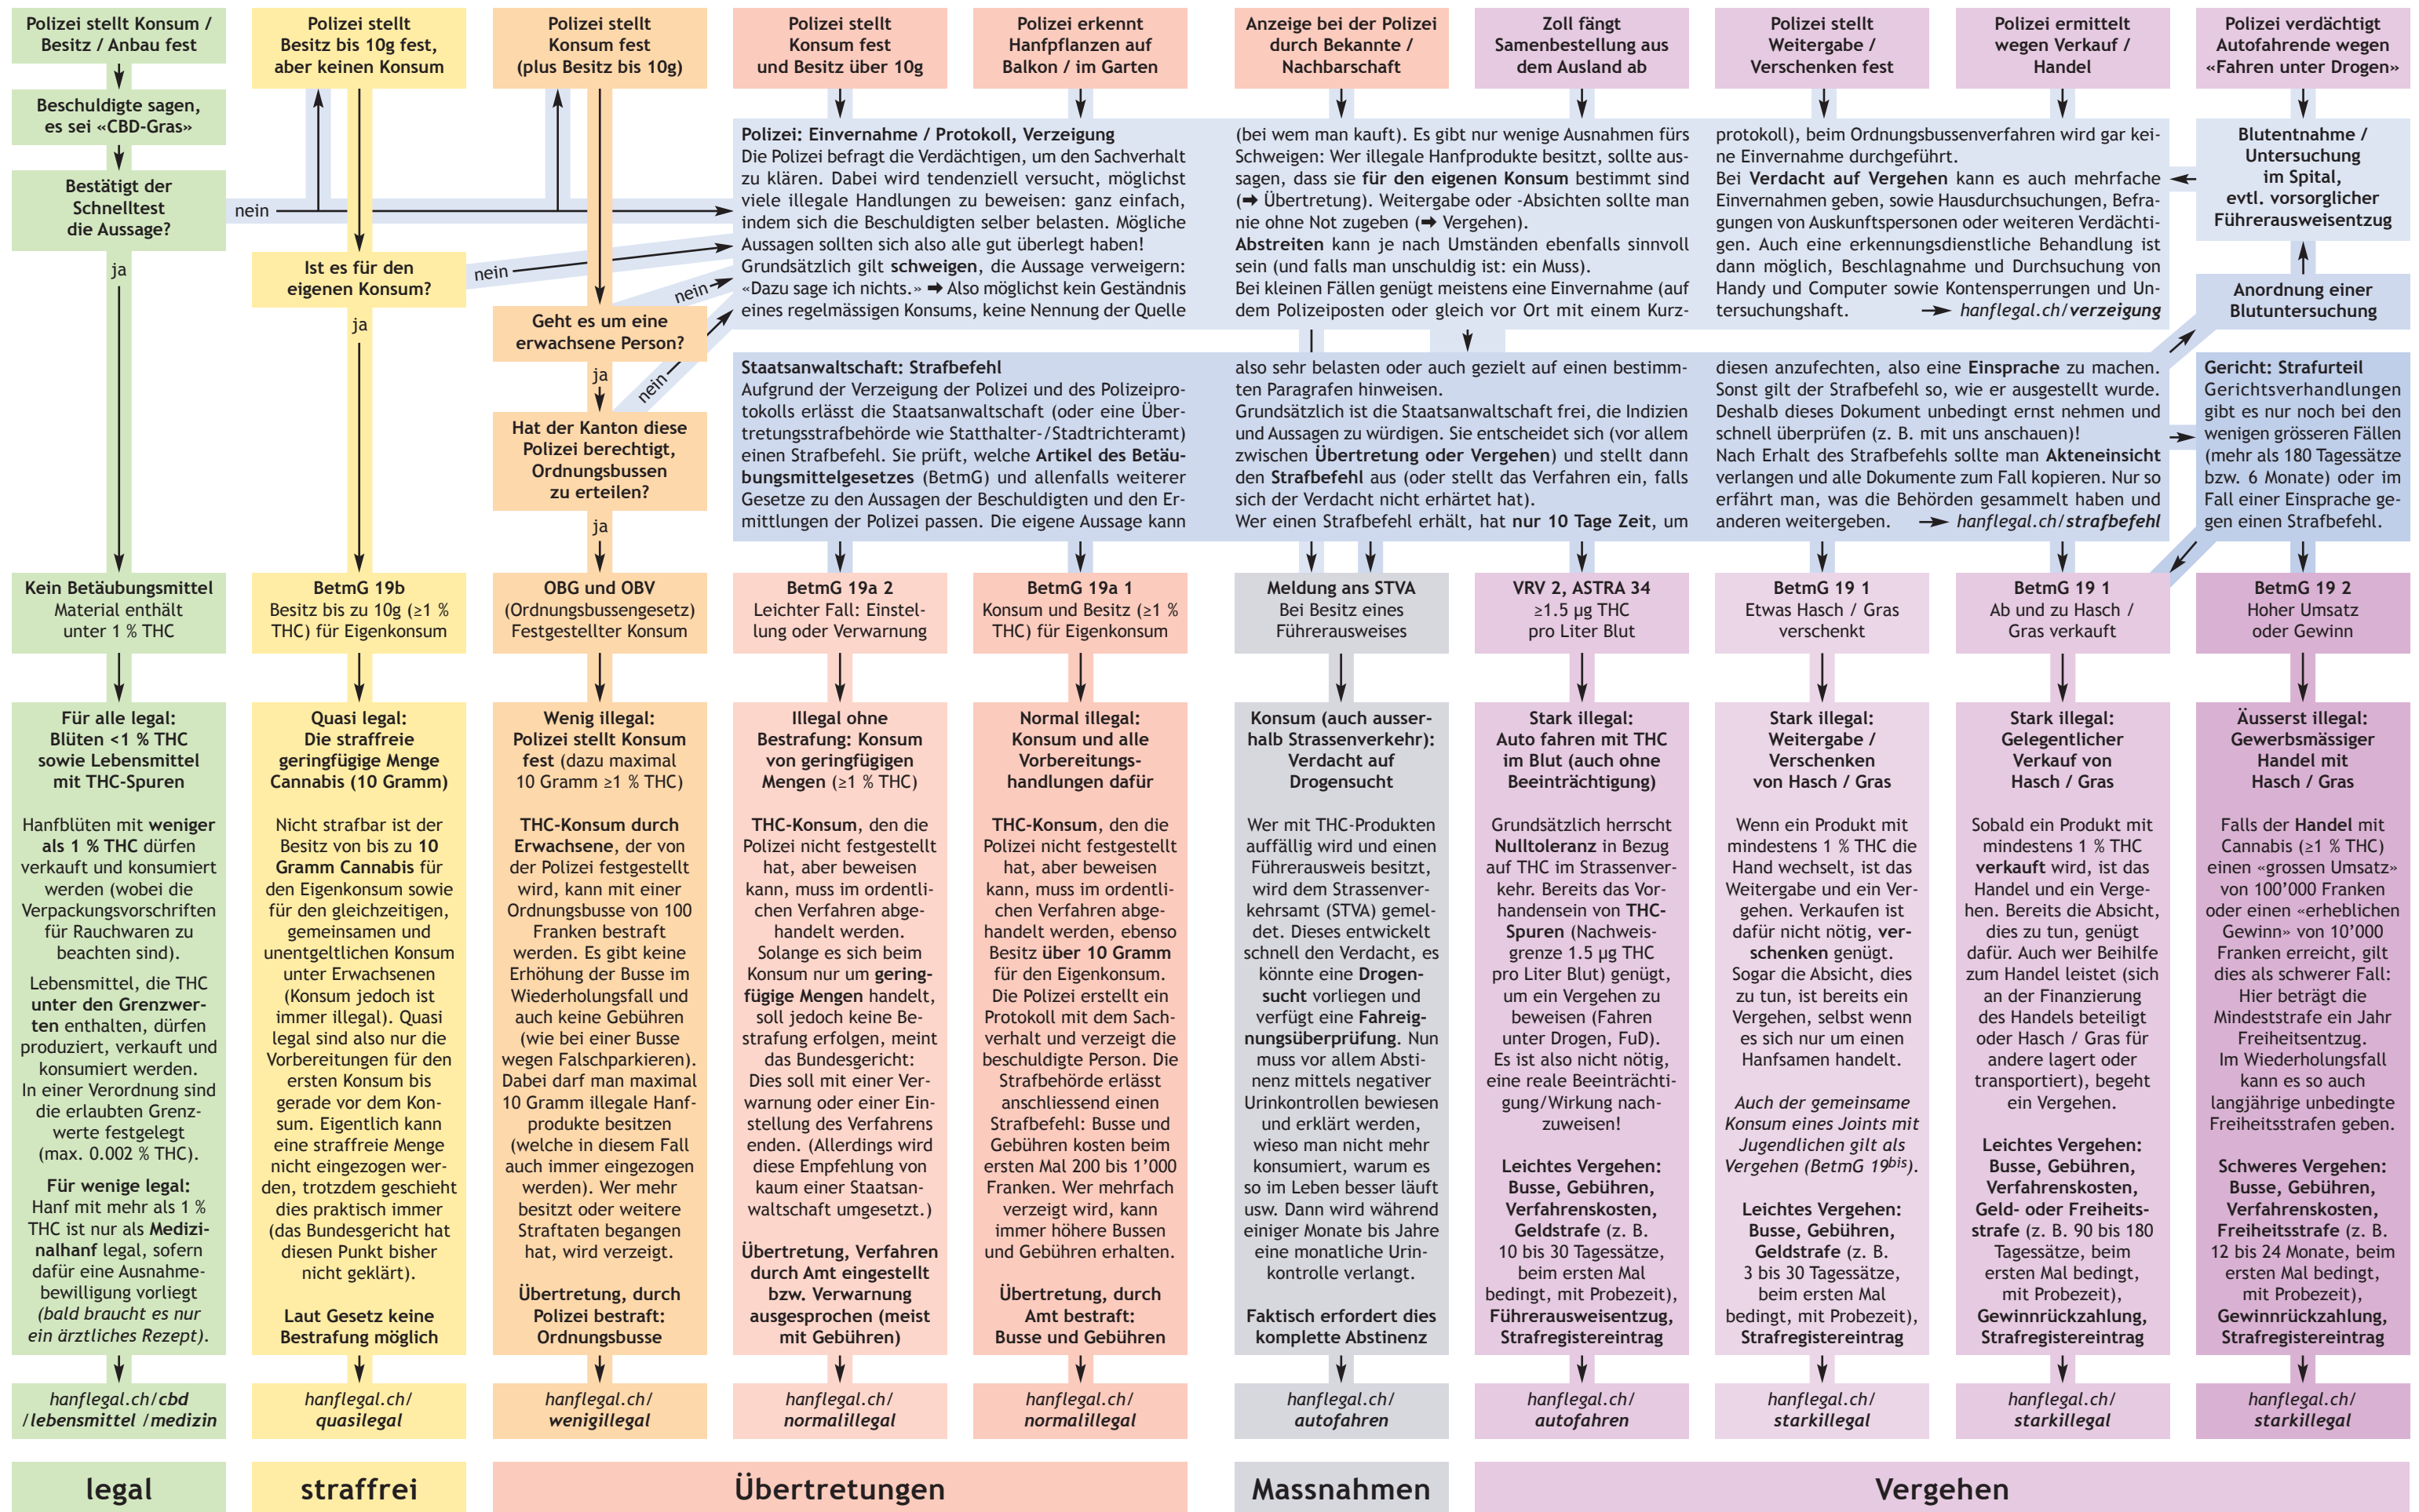 Polizei stellt Konsum /
Besitz / Anbau fest
Polizei stellt
Besitz bis 10g fest,
aber keinen Konsum
Polizei stellt
Konsum fest
(plus Besitz bis 10g)
Polizei stellt
Konsum fest
und Besitz über 10g
Polizei erkennt
Hanfpflanzen auf
Balkon / im Garten
Anzeige bei der Polizei
durch Bekannte /
Nachbarschaft
Zoll fängt
Samenbestellung aus
dem Ausland ab
Polizei stellt
Weitergabe /
Verschenken fest
Polizei ermittelt
wegen Verkauf /
Handel
Polizei verdächtigt
Autofahrende wegen
«Fahren unter Drogen»
Beschuldigte sagen,
es sei «CBD-Gras»
Bestätigt der
Schnelltest
die Aussage?
nein
ja
Ist es für den
eigenen Konsum?
nein
ja
Geht es um eine
erwachsene Person?
nein
ja
Hat der Kanton diese
Polizei berechtigt,
Ordnungsbussen
zu erteilen?
nein
ja
Polizei: Einvernahme / Protokoll, Verzeigung
Die Polizei befragt die Verdächtigen, um den Sachverhalt
zu klären. Dabei wird tendenziell versucht, möglichst
viele illegale Handlungen zu beweisen: ganz einfach,
indem sich die Beschuldigten selber belasten. Mögliche
Aussagen sollten sich also alle gut überlegt haben!
Grundsätzlich gilt schweigen, die Aussage verweigern:
«Dazu sage ich nichts.» ➡ Also möglichst kein Geständnis
eines regelmässigen Konsums, keine Nennung der Quelle
(bei wem man kauft). Es gibt nur wenige Ausnahmen fürs
Schweigen: Wer illegale Hanfprodukte besitzt, sollte aus-
sagen, dass sie für den eigenen Konsum bestimmt sind
(➡ Übertretung). Weitergabe oder -Absichten sollte man
nie ohne Not zugeben (➡ Vergehen).
Abstreiten kann je nach Umständen ebenfalls sinnvoll
sein (und falls man unschuldig ist: ein Muss).
Bei kleinen Fällen genügt meistens eine Einvernahme (auf
dem Polizeiposten oder gleich vor Ort mit einem Kurz-
protokoll), beim Ordnungsbussenverfahren wird gar kei-
ne Einvernahme durchgeführt.
Bei Verdacht auf Vergehen kann es auch mehrfache
Einvernahmen geben, sowie Hausdurchsuchungen, Befra-
gungen von Auskunftspersonen oder weiteren Verdächti-
gen. Auch eine erkennungsdienstliche Behandlung ist
dann möglich, Beschlagnahme und Durchsuchung von
Handy und Computer sowie Kontensperrungen und Un-
tersuchungshaft. → hanflegal.ch/verzeigung
Blutentnahme /
Untersuchung
im Spital,
evtl. vorsorglicher
Führerausweisentzug
Anordnung einer
Blutuntersuchung
Staatsanwaltschaft: Strafbefehl
Aufgrund der Verzeigung der Polizei und des Polizeipro-
tokolls erlässt die Staatsanwaltschaft (oder eine Über-
tretungsstrafbehörde wie Statthalter-/Stadtrichteramt)
einen Strafbefehl. Sie prüft, welche Artikel des Betäu-
bungsmittelgesetzes (BetmG) und allenfalls weiterer
Gesetze zu den Aussagen der Beschuldigten und den Er-
mittlungen der Polizei passen. Die eigene Aussage kann
also sehr belasten oder auch gezielt auf einen bestimm-
ten Paragrafen hinweisen.
Grundsätzlich ist die Staatsanwaltschaft frei, die Indizien
und Aussagen zu würdigen. Sie entscheidet sich (vor allem
zwischen Übertretung oder Vergehen) und stellt dann
den Strafbefehl aus (oder stellt das Verfahren ein, falls
sich der Verdacht nicht erhärtet hat).
Wer einen Strafbefehl erhält, hat nur 10 Tage Zeit, um
diesen anzufechten, also eine Einsprache zu machen.
Sonst gilt der Strafbefehl so, wie er ausgestellt wurde.
Deshalb dieses Dokument unbedingt ernst nehmen und
schnell überprüfen (z. B. mit uns anschauen)!
Nach Erhalt des Strafbefehls sollte man Akteneinsicht
verlangen und alle Dokumente zum Fall kopieren. Nur so
erfährt man, was die Behörden gesammelt haben und
anderen weitergeben. → hanflegal.ch/strafbefehl
Gericht: Strafurteil
Gerichtsverhandlungen
gibt es nur noch bei den
wenigen grösseren Fällen
(mehr als 180 Tagessätze
bzw. 6 Monate) oder im
Fall einer Einsprache ge-
gen einen Strafbefehl.
Kein Betäubungsmittel
Material enthält
unter 1 % THC
BetmG 19b
Besitz bis zu 10g (≥1 %
THC) für Eigenkonsum
OBG und OBV
(Ordnungsbussengesetz)
Festgestellter Konsum
BetmG 19a 2
Leichter Fall: Einstel-
lung oder Verwarnung
BetmG 19a 1
Konsum und Besitz (≥1 %
THC) für Eigenkonsum
Meldung ans STVA
Bei Besitz eines
Führerausweises
VRV 2, ASTRA 34
≥1.5 µg THC
pro Liter Blut
BetmG 19 1
Etwas Hasch / Gras
verschenkt
BetmG 19 1
Ab und zu Hasch /
Gras verkauft
BetmG 19 2
Hoher Umsatz
oder Gewinn
Für alle legal:
Blüten <1 % THC
sowie Lebensmittel
mit THC-Spuren
Hanfblüten mit weniger
als 1 % THC dürfen
verkauft und konsumiert
werden (wobei die
Verpackungsvorschriften
für Rauchwaren zu
beachten sind).
Lebensmittel, die THC
unter den Grenzwer-
ten enthalten, dürfen
produziert, verkauft und
konsumiert werden.
In einer Verordnung sind
die erlaubten Grenz-
werte festgelegt
(max. 0.002 % THC).
Für wenige legal:
Hanf mit mehr als 1 %
THC ist nur als Medizi-
nalhanf legal, sofern
dafür eine Ausnahme-
bewilligung vorliegt
(bald braucht es nur
ein ärztliches Rezept).
Quasi legal:
Die straffreie
geringfügige Menge
Cannabis (10 Gramm)
Nicht strafbar ist der
Besitz von bis zu 10
Gramm Cannabis für
den Eigenkonsum sowie
für den gleichzeitigen,
gemeinsamen und
unentgeltlichen Konsum
unter Erwachsenen
(Konsum jedoch ist
immer illegal). Quasi
legal sind also nur die
Vorbereitungen für den
ersten Konsum bis
gerade vor dem Kon-
sum. Eigentlich kann
eine straffreie Menge
nicht eingezogen wer-
den, trotzdem geschieht
dies praktisch immer
(das Bundesgericht hat
diesen Punkt bisher
nicht geklärt).
Laut Gesetz keine
Bestrafung möglich
Wenig illegal:
Polizei stellt Konsum
fest (dazu maximal
10 Gramm ≥1 % THC)
THC-Konsum durch
Erwachsene, der von
der Polizei festgestellt
wird, kann mit einer
Ordnungsbusse von 100
Franken bestraft
werden. Es gibt keine
Erhöhung der Busse im
Wiederholungsfall und
auch keine Gebühren
(wie bei einer Busse
wegen Falschparkieren).
Dabei darf man maximal
10 Gramm illegale Hanf-
produkte besitzen
(welche in diesem Fall
auch immer eingezogen
werden). Wer mehr
besitzt oder weitere
Straftaten begangen
hat, wird verzeigt.
Übertretung, durch
Polizei bestraft:
Ordnungsbusse
Illegal ohne
Bestrafung: Konsum
von geringfügigen
Mengen (≥1 % THC)
THC-Konsum, den die
Polizei nicht festgestellt
hat, aber beweisen
kann, muss im ordentli-
chen Verfahren abge-
handelt werden.
Solange es sich beim
Konsum nur um gering-
fügige Mengen handelt,
soll jedoch keine Be-
strafung erfolgen, meint
das Bundesgericht:
Dies soll mit einer Ver-
warnung oder einer Ein-
stellung des Verfahrens
enden. (Allerdings wird
diese Empfehlung von
kaum einer Staatsan-
waltschaft umgesetzt.)
Übertretung, Verfahren
durch Amt eingestellt
bzw. Verwarnung
ausgesprochen (meist
mit Gebühren)
Normal illegal:
Konsum und alle
Vorbereitungs-
handlungen dafür
THC-Konsum, den die
Polizei nicht festgestellt
hat, aber beweisen
kann, muss im ordentli-
chen Verfahren abge-
handelt werden, ebenso
Besitz über 10 Gramm
für den Eigenkonsum.
Die Polizei erstellt ein
Protokoll mit dem Sach-
verhalt und verzeigt die
beschuldigte Person. Die
Strafbehörde erlässt
anschliessend einen
Strafbefehl: Busse und
Gebühren kosten beim
ersten Mal 200 bis 1'000
Franken. Wer mehrfach
verzeigt wird, kann
immer höhere Bussen
und Gebühren erhalten.
Übertretung, durch
Amt bestraft:
Busse und Gebühren
Konsum (auch ausser-
halb Strassenverkehr):
Verdacht auf
Drogensucht
Wer mit THC-Produkten
auffällig wird und einen
Führerausweis besitzt,
wird dem Strassenver-
kehrsamt (STVA) gemel-
det. Dieses entwickelt
schnell den Verdacht, es
könnte eine Drogen-
sucht vorliegen und
verfügt eine Fahreig-
nungsüberprüfung. Nun
muss vor allem Absti-
nenz mittels negativer
Urinkontrollen bewiesen
und erklärt werden,
wieso man nicht mehr
konsumiert, warum es
so im Leben besser läuft
usw. Dann wird während
einiger Monate bis Jahre
eine monatliche Urin-
kontrolle verlangt.
Faktisch erfordert dies
komplette Abstinenz
Stark illegal:
Auto fahren mit THC
im Blut (auch ohne
Beeinträchtigung)
Grundsätzlich herrscht
Nulltoleranz in Bezug
auf THC im Strassenver-
kehr. Bereits das Vor-
handensein von THC-
Spuren (Nachweis-
grenze 1.5 µg THC
pro Liter Blut) genügt,
um ein Vergehen zu
beweisen (Fahren
unter Drogen, FuD).
Es ist also nicht nötig,
eine reale Beeinträchti-
gung/Wirkung nach-
zuweisen!
Leichtes Vergehen:
Busse, Gebühren,
Verfahrenskosten,
Geldstrafe (z. B.
10 bis 30 Tagessätze,
beim ersten Mal
bedingt, mit Probezeit),
Führerausweisentzug,
Strafregistereintrag
Stark illegal:
Weitergabe /
Verschenken
von Hasch / Gras
Wenn ein Produkt mit
mindestens 1 % THC die
Hand wechselt, ist das
Weitergabe und ein Ver-
gehen. Verkaufen ist
dafür nicht nötig, ver-
schenken genügt.
Sogar die Absicht, dies
zu tun, ist bereits ein
Vergehen, selbst wenn
es sich nur um einen
Hanfsamen handelt.
Auch der gemeinsame
Konsum eines Joints mit
Jugendlichen gilt als
Vergehen (BetmG 19bis).
Leichtes Vergehen:
Busse, Gebühren,
Geldstrafe (z. B.
3 bis 30 Tagessätze,
beim ersten Mal
bedingt, mit Probezeit),
Strafregistereintrag
Stark illegal:
Gelegentlicher
Verkauf von
Hasch / Gras
Sobald ein Produkt mit
mindestens 1 % THC
verkauft wird, ist das
Handel und ein Verge-
hen. Bereits die Absicht,
dies zu tun, genügt
dafür. Auch wer Beihilfe
zum Handel leistet (sich
an der Finanzierung
des Handels beteiligt
oder Hasch / Gras für
andere lagert oder
transportiert), begeht
ein Vergehen.
Leichtes Vergehen:
Busse, Gebühren,
Verfahrenskosten,
Geld- oder Freiheits-
strafe (z. B. 90 bis 180
Tagessätze, beim
ersten Mal bedingt,
mit Probezeit),
Gewinnrückzahlung,
Strafregistereintrag
Äusserst illegal:
Gewerbsmässiger
Handel mit
Hasch / Gras
Falls der Handel mit
Cannabis (≥1 % THC)
einen «grossen Umsatz»
von 100'000 Franken
oder einen «erheblichen
Gewinn» von 10'000
Franken erreicht, gilt
dies als schwerer Fall:
Hier beträgt die
Mindeststrafe ein Jahr
Freiheitsentzug.
Im Wiederholungsfall
kann es so auch
langjährige unbedingte
Freiheitsstrafen geben.
Schweres Vergehen:
Busse, Gebühren,
Verfahrenskosten,
Freiheitsstrafe (z. B.
12 bis 24 Monate, beim
ersten Mal bedingt,
mit Probezeit),
Gewinnrückzahlung,
Strafregistereintrag
hanflegal.ch/cbd
/lebensmittel /medizin
hanflegal.ch/
quasilegal
hanflegal.ch/
wenigillegal
hanflegal.ch/
normalillegal
hanflegal.ch/
normalillegal
hanflegal.ch/
autofahren
hanflegal.ch/
autofahren
hanflegal.ch/
starkillegal
hanflegal.ch/
starkillegal
hanflegal.ch/
starkillegal
legal
straffrei
Übertretungen
Massnahmen
Vergehen